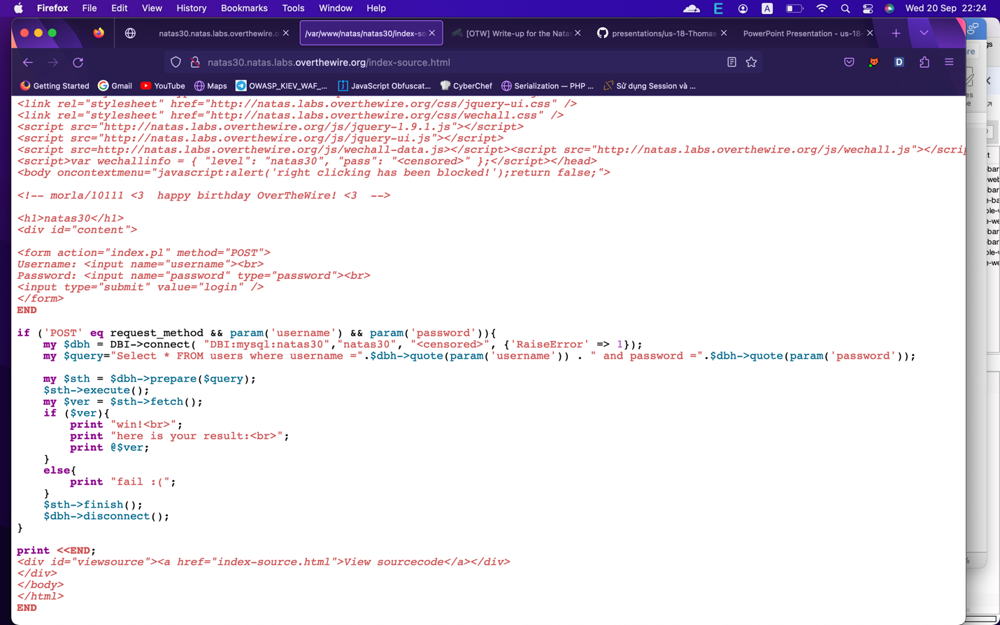 Firefox File Edit View History Bookmarks Tools Window Help
E A Wed 20 Sep 22:24
natas30.natas.labs.overthewire.o
/var/www/natas/natas30/index-so
[OTW] Write-up for the Nata
presentations/us-18-Thomas
PowerPoint Presentation - us-18-
natas30.natas.labs.overthewire.org/index-source.html
D
Getting Started Gmail YouTube Maps OWASP_KIEV_WAF_... JavaScript Obfuscat... CyberChef Serialization — PHP ... Sử dụng Session và ...
<link rel="stylesheet" href="http://natas.labs.overthewire.org/css/jquery-ui.css" />
<link rel="stylesheet" href="http://natas.labs.overthewire.org/css/wechall.css" />
<script src="http://natas.labs.overthewire.org/js/jquery-1.9.1.js"></script>
<script src="http://natas.labs.overthewire.org/js/jquery-ui.js"></script>
<script src=http://natas.labs.overthewire.org/js/wechall-data.js></script><script src="http://natas.labs.overthewire.org/js/wechall.js"></scrip
<script>var wechallinfo = { "level": "natas30", "pass": "<censored>" };</script></head>
<body oncontextmenu="javascript:alert('right clicking has been blocked!');return false;">
<!-- morla/10111 <3  happy birthday OverTheWire! <3  -->
<h1>natas30</h1>
<div id="content">
<form action="index.pl" method="POST">
Username: <input name="username"><br>
Password: <input name="password" type="password"><br>
<input type="submit" value="login" />
</form>
END
if ('POST' eq request_method && param('username') && param('password')){
    my $dbh = DBI->connect( "DBI:mysql:natas30","natas30", "<censored>", {'RaiseError' => 1});
    my $query="Select * FROM users where username =".$dbh->quote(param('username')) . " and password =".$dbh->quote(param('password'));
    my $sth = $dbh->prepare($query);
    $sth->execute();
    my $ver = $sth->fetch();
    if ($ver){
        print "win!<br>";
        print "here is your result:<br>";
        print @$ver;
    }
    else{
        print "fail :(";
    }
    $sth->finish();
    $dbh->disconnect();
}
print <<END;
<div id="viewsource"><a href="index-source.html">View sourcecode</a></div>
</div>
</body>
</html>
END